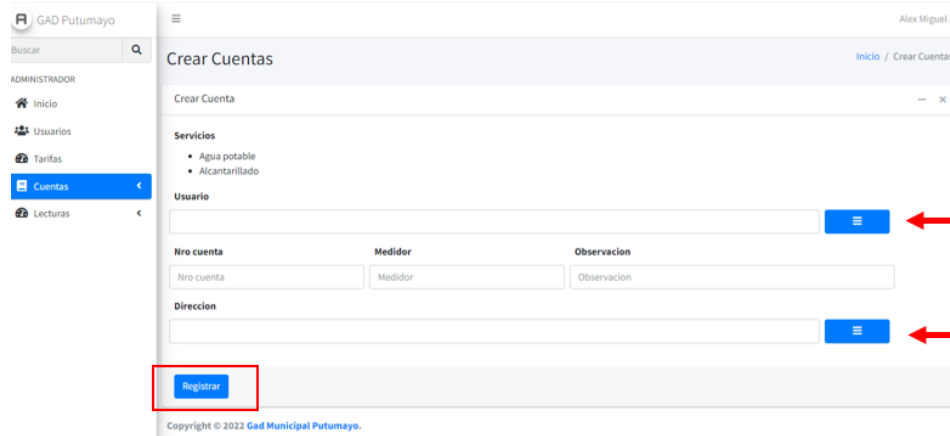 GAD Putumayo
Alex Miguel
Buscar
Crear Cuentas
Inicio / Crear Cuentas
ADMINISTRADOR
Inicio
Usuarios
Tarifas
Cuentas
Lecturas
Crear Cuenta
Servicios
Agua potable
Alcantarillado
Usuario
Nro cuenta Medidor Observacion
Nro cuenta Medidor Observacion
Direccion
Registrar
Copyright © 2022 Gad Municipal Putumayo.